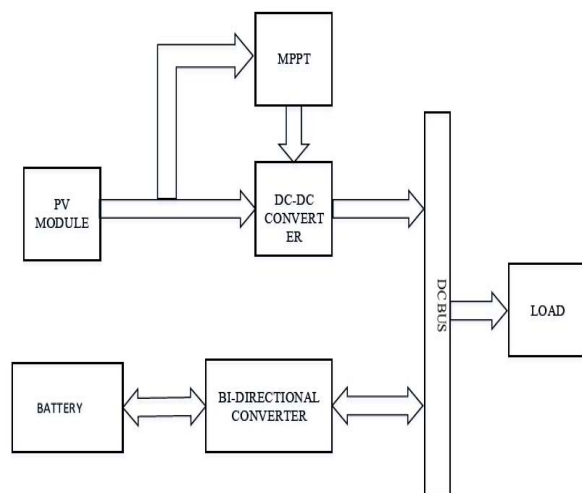 MPPT
PV
MODULE
DC-DC
CONVERT
ER
DC BUS
LOAD
BATTERY
BI-DIRECTIONAL
CONVERTER